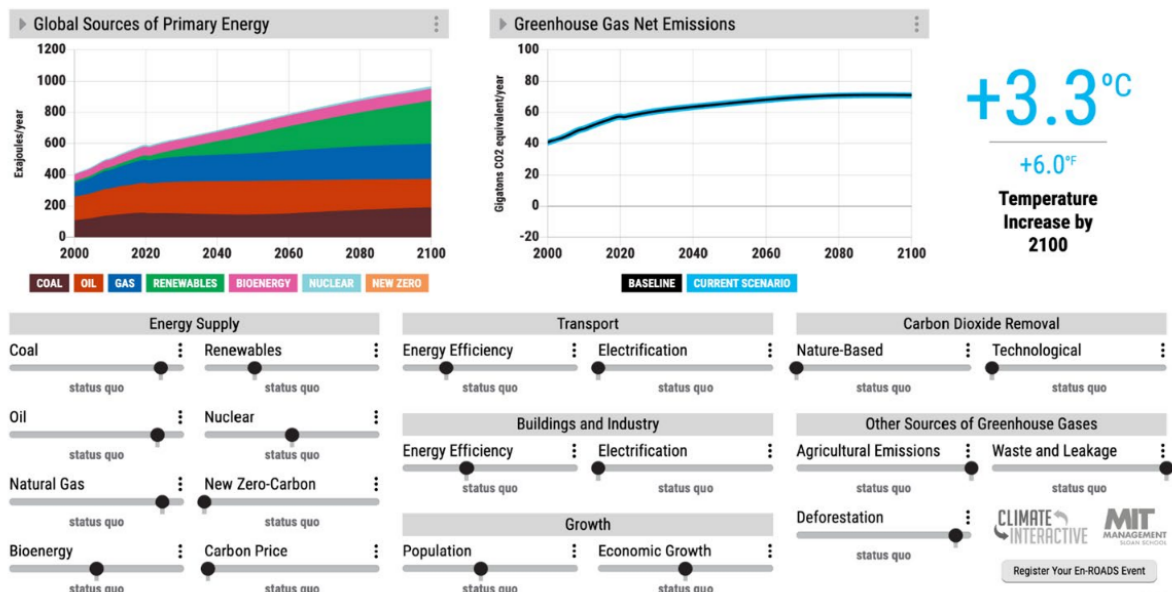 Global Sources of Primary Energy
1200
1000
800
600
400
200
0
Exajoules/year
2000 2020 2040 2060 2080 2100
COAL OIL GAS RENEWABLES BIOENERGY NUCLEAR NEW ZERO
Greenhouse Gas Net Emissions
100
80
60
40
20
0
-20
Gigatons CO2 equivalent/year
2000 2020 2040 2060 2080 2100
BASELINE CURRENT SCENARIO
+3.3°C
+6.0°F
Temperature
Increase by
2100
Energy Supply
Coal Renewables
status quo status quo
Oil Nuclear
status quo status quo
Natural Gas New Zero-Carbon
status quo status quo
Bioenergy Carbon Price
status quo status quo
Transport
Energy Efficiency Electrification
status quo status quo
Buildings and Industry
Energy Efficiency Electrification
status quo status quo
Growth
Population Economic Growth
status quo status quo
Carbon Dioxide Removal
Nature-Based Technological
status quo status quo
Other Sources of Greenhouse Gases
Agricultural Emissions Waste and Leakage
status quo status quo
Deforestation
status quo
CLIMATE
INTERACTIVE
MIT
MANAGEMENT
SLOAN SCHOOL
Register Your En-ROADS Event